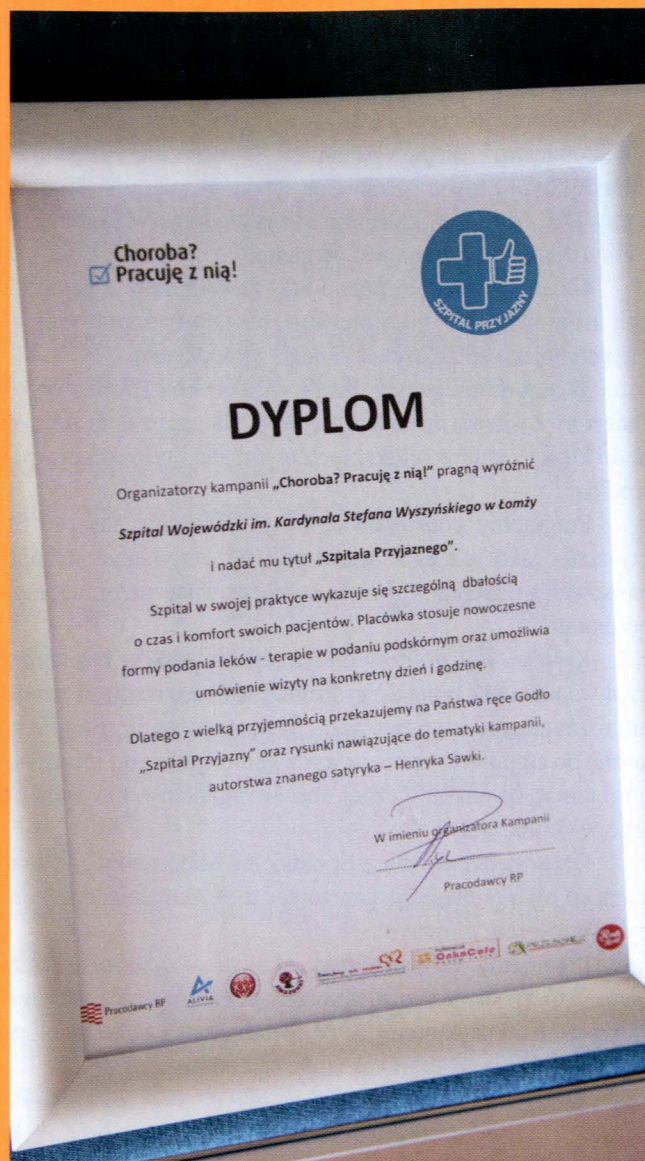 Choroba?
Pracuję z nią!
SZPITAL PRZYJAZNY
DYPLOM
Organizatorzy kampanii „Choroba? Pracuję z nią!” pragną wyróżnić
Szpital Wojewódzki im. Kardynała Stefana Wyszyńskiego w Łomży
i nadać mu tytuł „Szpitala Przyjaznego”.
Szpital w swojej praktyce wykazuje się szczególną dbałością
o czas i komfort swoich pacjentów. Placówka stosuje nowoczesne
formy podania leków - terapie w podaniu podskórnym oraz umożliwia
umówienie wizyty na konkretny dzień i godzinę.
Dlatego z wielką przyjemnością przekazujemy na Państwa ręce Godło
„Szpital Przyjazny” oraz rysunki nawiązujące do tematyki kampanii,
autorstwa znanego satyryka – Henryka Sawki.
W imieniu organizatora Kampanii
Pracodawcy RP
Pracodawcy RP
ALIVIA
FUNDACJA
OnkoCafe